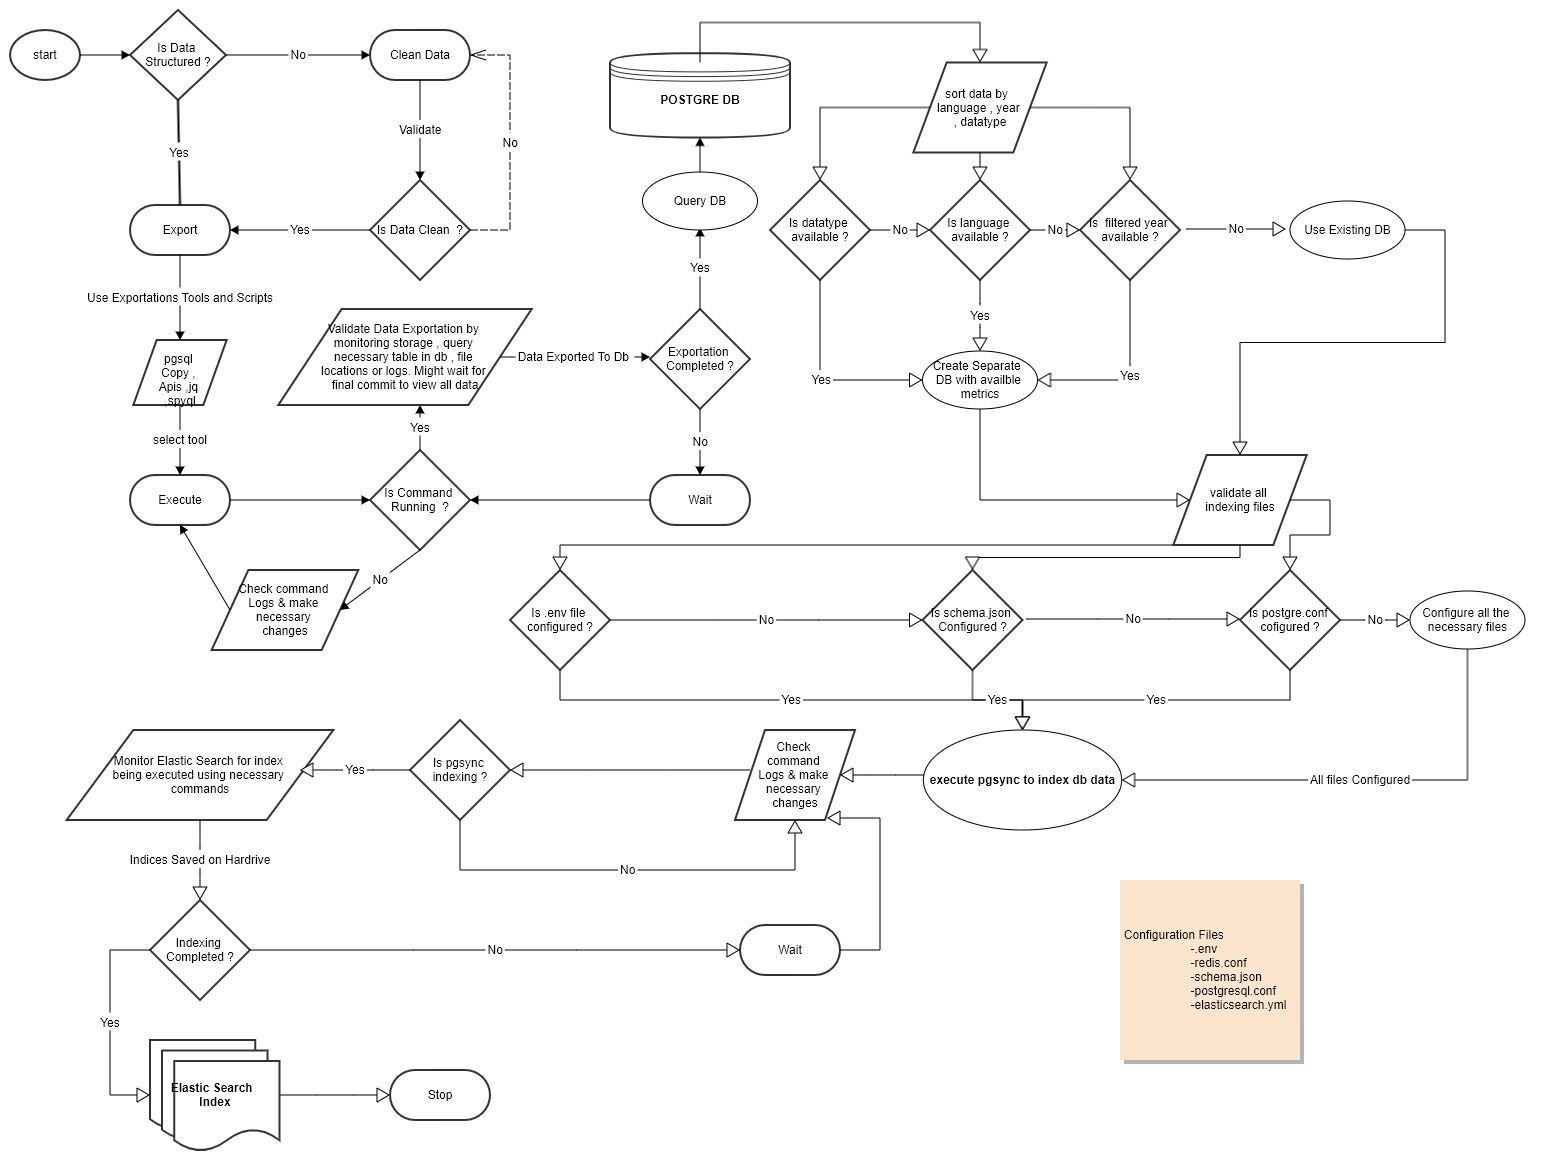 start
Is Data
Structured ?
No
Clean Data
Validate
No
Is Data Clean  ?
Yes
Yes
Export
Use Exportations Tools and Scripts
pgsql
Copy ,
Apis ,jq
,spyql
select tool
Execute
Is Command
Running  ?
No
Check command
Logs & make
necessary
changes
Yes
Validate Data Exportation by
monitoring storage , query
necessary table in db , file
locations or logs. Might wait for
final commit to view all data
Data Exported To Db
Exportation
Completed ?
No
Wait
Yes
Query DB
POSTGRE DB
sort data by
language , year
, datatype
Is datatype
available ?
No
Is language
available ?
No
Is  filtered year
available ?
No
Use Existing DB
Yes
Yes
Yes
Create Separate
DB with availble
metrics
validate all
indexing files
Is .env file
configured ?
No
Is schema.json
Configured ?
No
Is postgre.conf
cofigured ?
No
Configure all the
necessary files
Yes
Yes
Yes
All files Configured
execute pgsync to index db data
Check
command
Logs & make
necessary
changes
Is pgsync
indexing ?
No
Yes
Monitor Elastic Search for index
being executed using necessary
commands
Indices Saved on Hardrive
Indexing
Completed ?
No
Wait
Yes
Elastic Search
Index
Stop
Configuration Files
-.env
-redis.conf
-schema.json
-postgresql.conf
-elasticsearch.yml